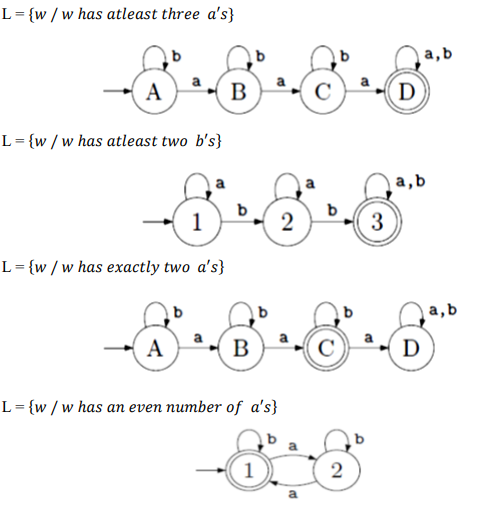 L = {w / w has atleast three a's}
b b b a,b
A a B a C a D
L = {w / w has atleast two b's}
a a a,b
1 b 2 b 3
L = {w / w has exactly two a's}
b b b a,b
A a B a C a D
L = {w / w has an even number of a's}
b a b
1 2
a